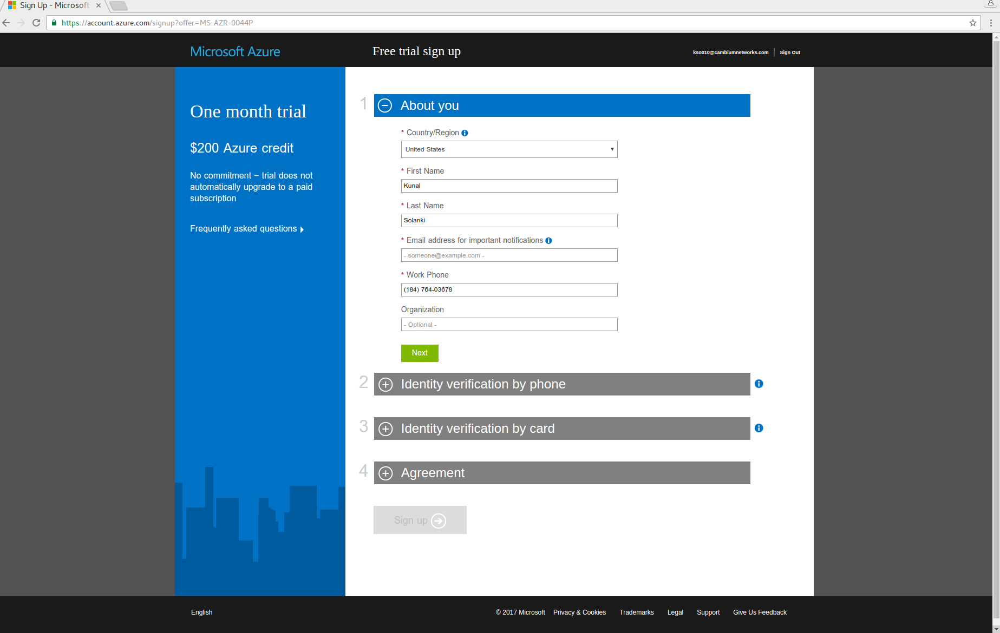 Sign Up - Microsoft
https://account.azure.com/signup?offer=MS-AZR-0044P
Microsoft Azure
Free trial sign up
kso010@cambiumnetworks.com
Sign Out
One month trial
$200 Azure credit
No commitment – trial does not
automatically upgrade to a paid
subscription
Frequently asked questions
1
About you
* Country/Region
United States
* First Name
Kunal
* Last Name
Solanki
* Email address for important notifications
- someone@example.com -
* Work Phone
(184) 764-03678
Organization
- Optional -
Next
2
Identity verification by phone
3
Identity verification by card
4
Agreement
Sign up
English
© 2017 Microsoft
Privacy & Cookies
Trademarks
Legal
Support
Give Us Feedback